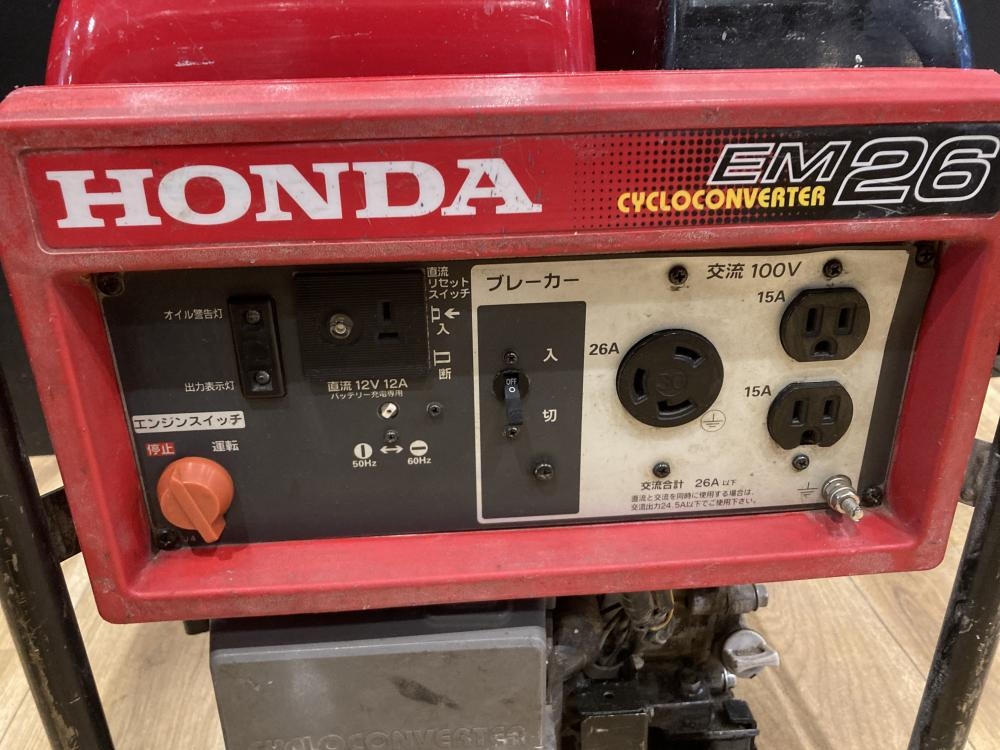 HONDA
EM26
CYCLOCONVERTER
オイル警告灯
出力表示灯
エンジンスイッチ
停止
運転
直流
リセット
スイッチ
入
断
直流 12V 12A
バッテリー充電専用
50Hz
60Hz
ブレーカー
入
OFF
切
交流 100V
26A
30
15A
15A
交流合計 26A 以下
直流と交流を同時に使用する場合は、
交流出力24.5A以下でご使用下さい。
CYCLOCONVERTER